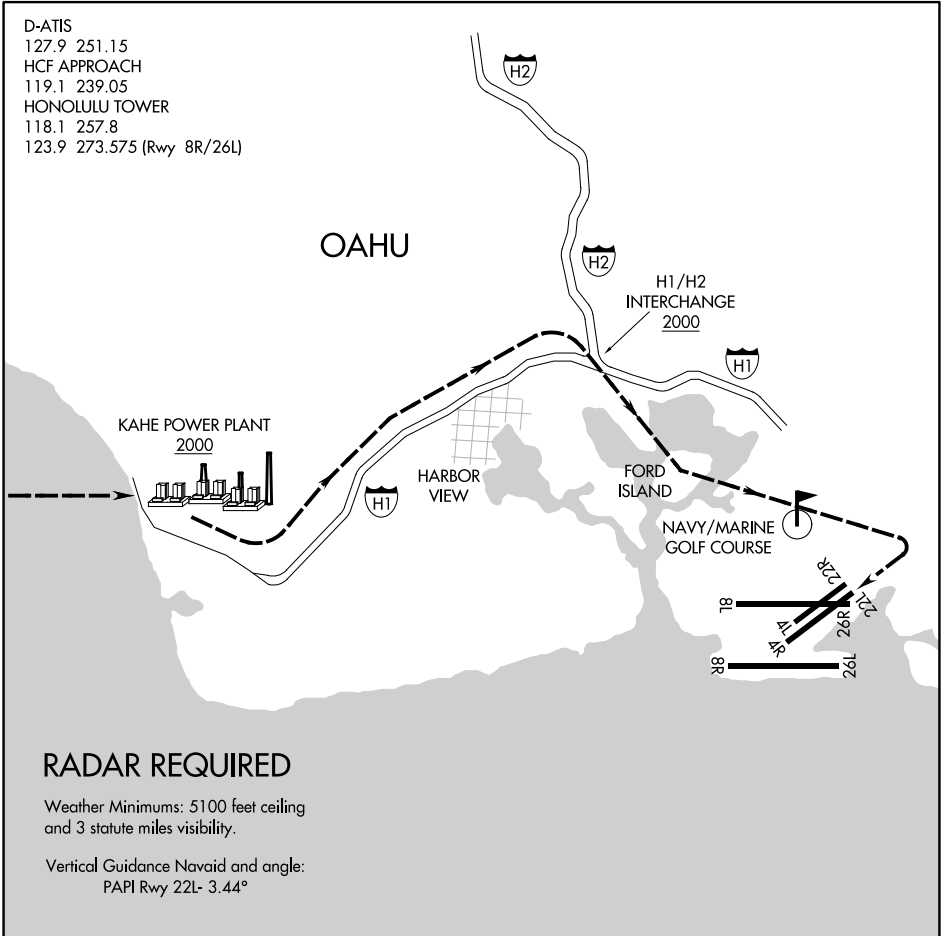 D-ATIS
127.9 251.15
HCF APPROACH
119.1 239.05
HONOLULU TOWER
118.1 257.8
123.9 273.575 (Rwy 8R/26L)
H2
OAHU
H2
H1/H2
INTERCHANGE
2000
H1
KAHE POWER PLANT
2000
H1
HARBOR
VIEW
FORD
ISLAND
NAVY/MARINE
GOLF COURSE
22R
22L
8L
4L
26R
4R
8R
26L
RADAR REQUIRED
Weather Minimums: 5100 feet ceiling
and 3 statute miles visibility.
Vertical Guidance Navaid and angle:
PAPI Rwy 22L- 3.44°